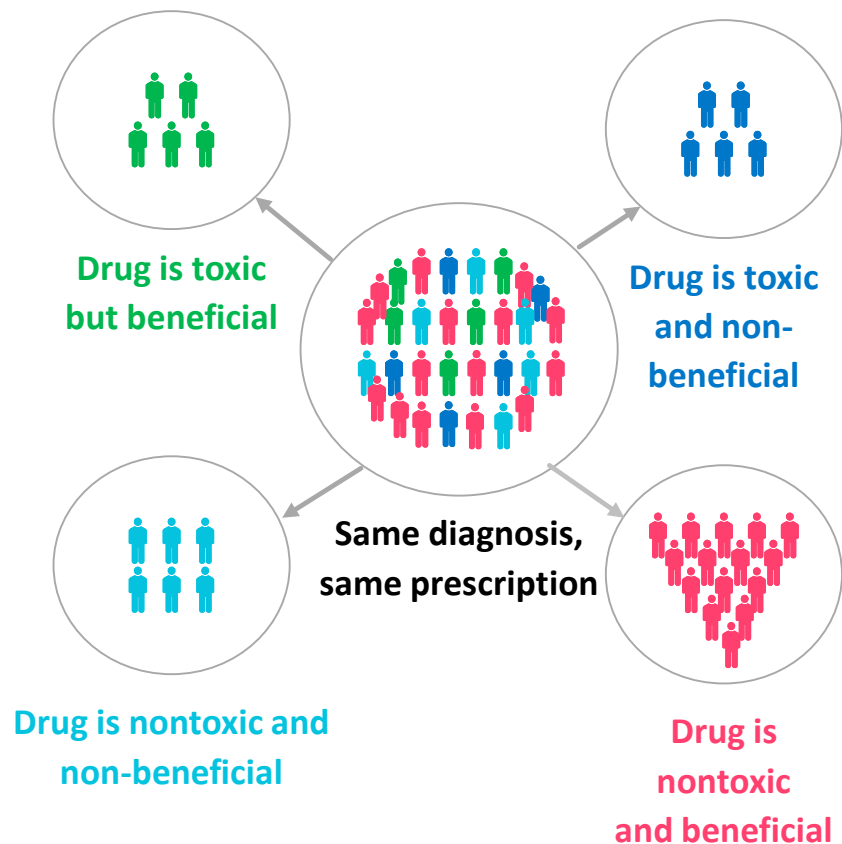 Drug is toxic
but beneficial
Drug is toxic
and non-
beneficial
Same diagnosis,
same prescription
Drug is nontoxic and
non-beneficial
Drug is
nontoxic
and beneficial